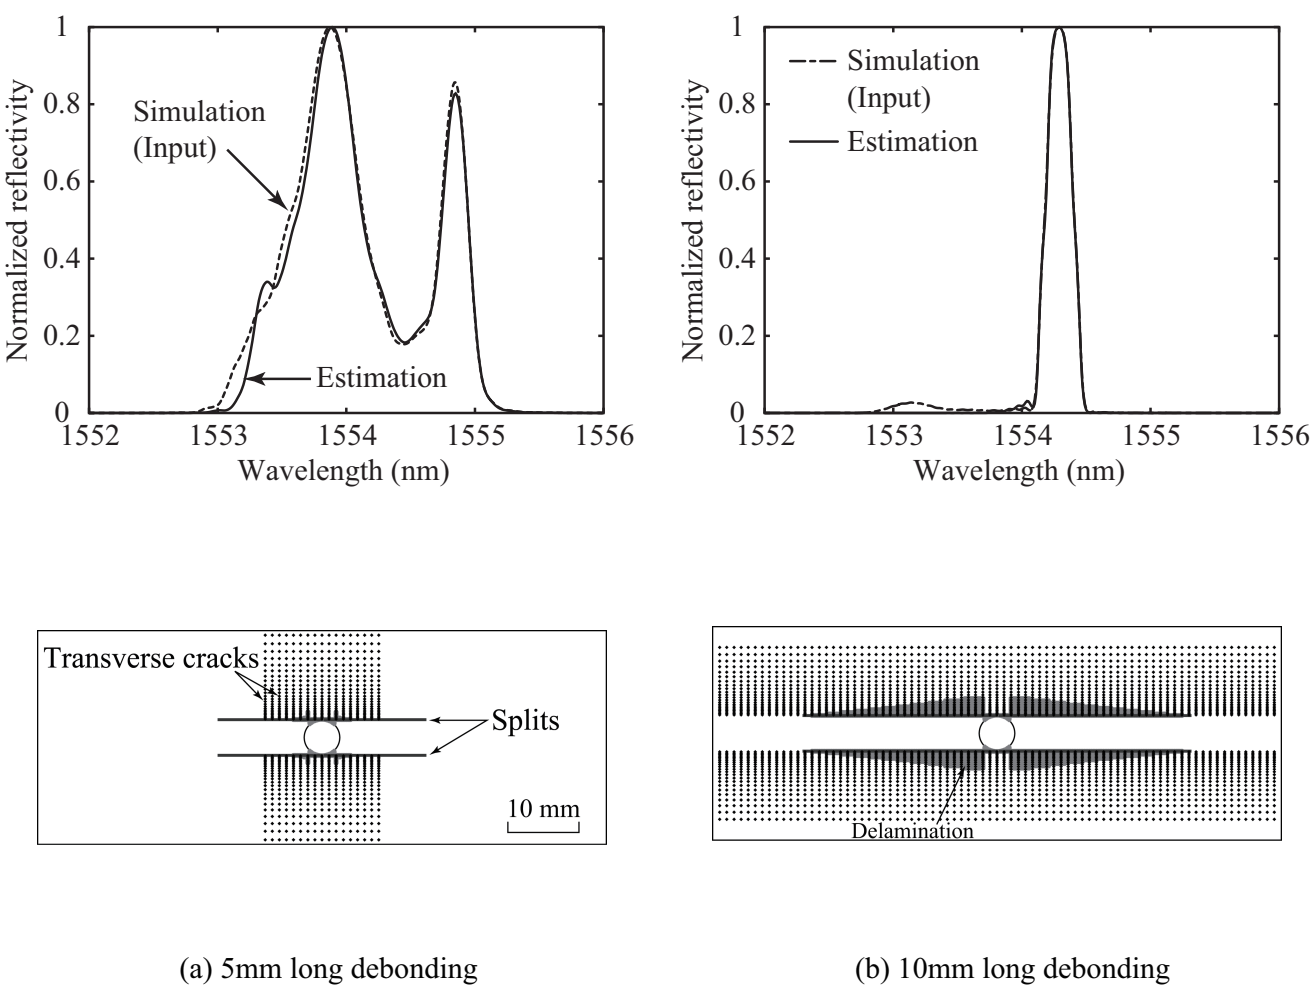 1
0.8
0.6
0.4
0.2
0
Normalized reflectivity
Simulation
(Input)
Estimation
1552
1553
1554
1555
1556
Wavelength (nm)
1
0.8
0.6
0.4
0.2
0
Normalized reflectivity
Simulation
(Input)
Estimation
1552
1553
1554
1555
1556
Wavelength (nm)
Transverse cracks
Splits
10 mm
Delamination
(a) 5mm long debonding
(b) 10mm long debonding